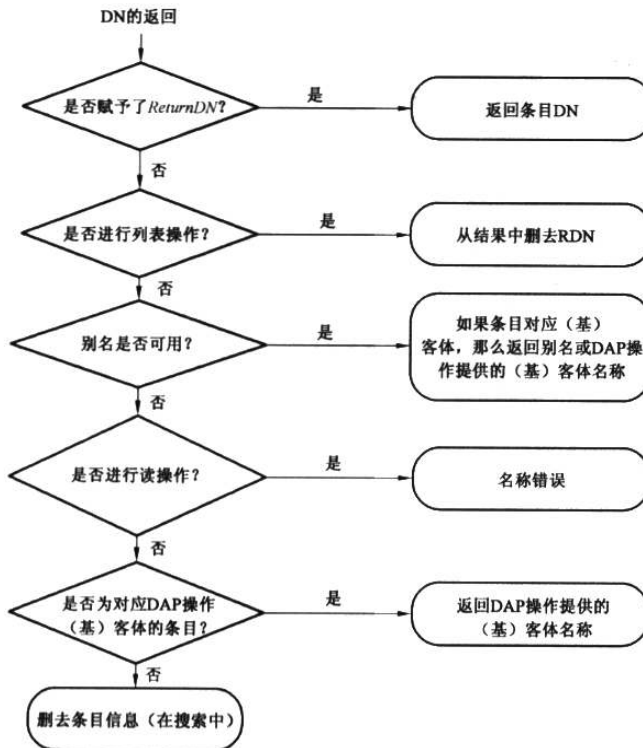 DN的返回
是否赋予了ReturnDN?
是
返回条目DN
否
是否进行列表操作?
是
从结果中删去RDN
否
别名是否可用?
是
如果条目对应（基）
客体，那么返回别名或DAP操
作提供的（基）客体名称
否
是否进行读操作?
是
名称错误
否
是否为对应DAP操作
（基）客体的条目?
是
返回DAP操作提供的
（基）客体名称
否
删去条目信息（在搜索中）